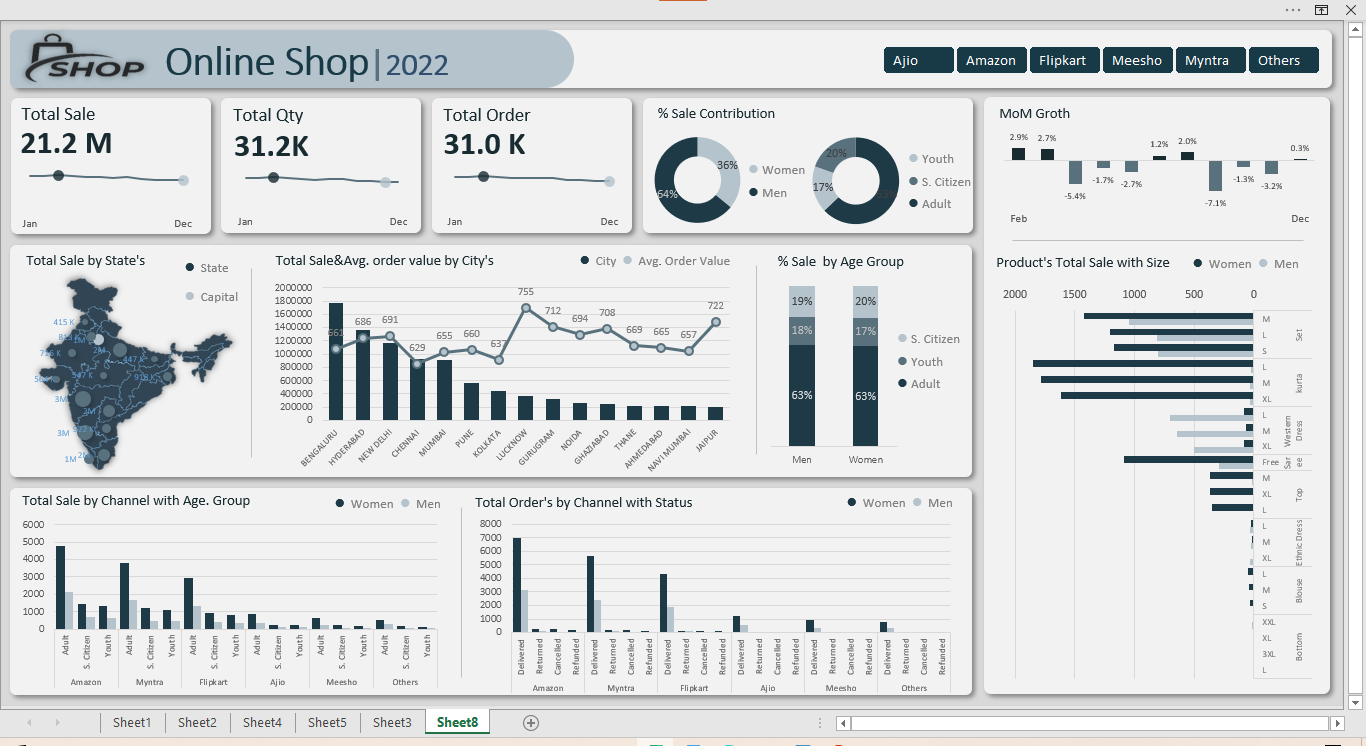 SHOP
Online Shop|2022
Ajio Amazon Flipkart Meesho Myntra Others
Total Sale
21.2 M
Jan Dec
Total Qty
31.2K
Jan Dec
Total Order
31.0 K
Jan Dec
% Sale Contribution
36%
64%
Women
Men
20%
17%
Youth
S. Citizen
Adult
MoM Groth
2.9% 2.7% -5.4% -1.7% -2.7% 1.2% 2.0% -7.1% -1.3% -3.2% 0.3%
Feb Dec
Total Sale by State's
State
Capital
415 K
1M
2M
447 K
3M
3M
1M
Total Sale&Avg. order value by City's
City Avg. Order Value
2000000
1800000
1600000
1400000
1200000
1000000
800000
600000
400000
200000
0
661 686 691 629 655 660 637 755 712 694 708 669 665 657 722
BENGALURU HYDERABAD NEW DELHI CHENNAI MUMBAI PUNE KOLKATA LUCKNOW GURUGRAM NOIDA GHAZIABAD THANE AHMEDABAD NAVI MUMBAI JAIPUR
% Sale by Age Group
19% 20%
18% 17%
63% 63%
Men Women
S. Citizen
Youth
Adult
Product's Total Sale with Size
Women Men
2000 1500 1000 500 0
M
L
S
Set
L
M
XL
kurta
L
M
XL
Western Dress
Free
Sar ee
M
XL
L
Top
L
M
XL
Ethnic Dress
L
M
S
Blouse
XXL
XL
3XL
L
Bottom
Total Sale by Channel with Age. Group
Women Men
6000
5000
4000
3000
2000
1000
0
Adult S. Citizen Youth Adult S. Citizen Youth Adult S. Citizen Youth Adult S. Citizen Youth Adult S. Citizen Youth Adult S. Citizen Youth
Amazon Myntra Flipkart Ajio Meesho Others
Total Order's by Channel with Status
Women Men
8000
7000
6000
5000
4000
3000
2000
1000
0
Delivered Returned Cancelled Refunded Delivered Returned Cancelled Refunded Delivered Returned Cancelled Refunded Delivered Returned Cancelled Refunded Delivered Returned Cancelled Refunded Delivered Returned Cancelled Refunded
Amazon Myntra Flipkart Ajio Meesho Others
Sheet1 Sheet2 Sheet4 Sheet5 Sheet3 Sheet8